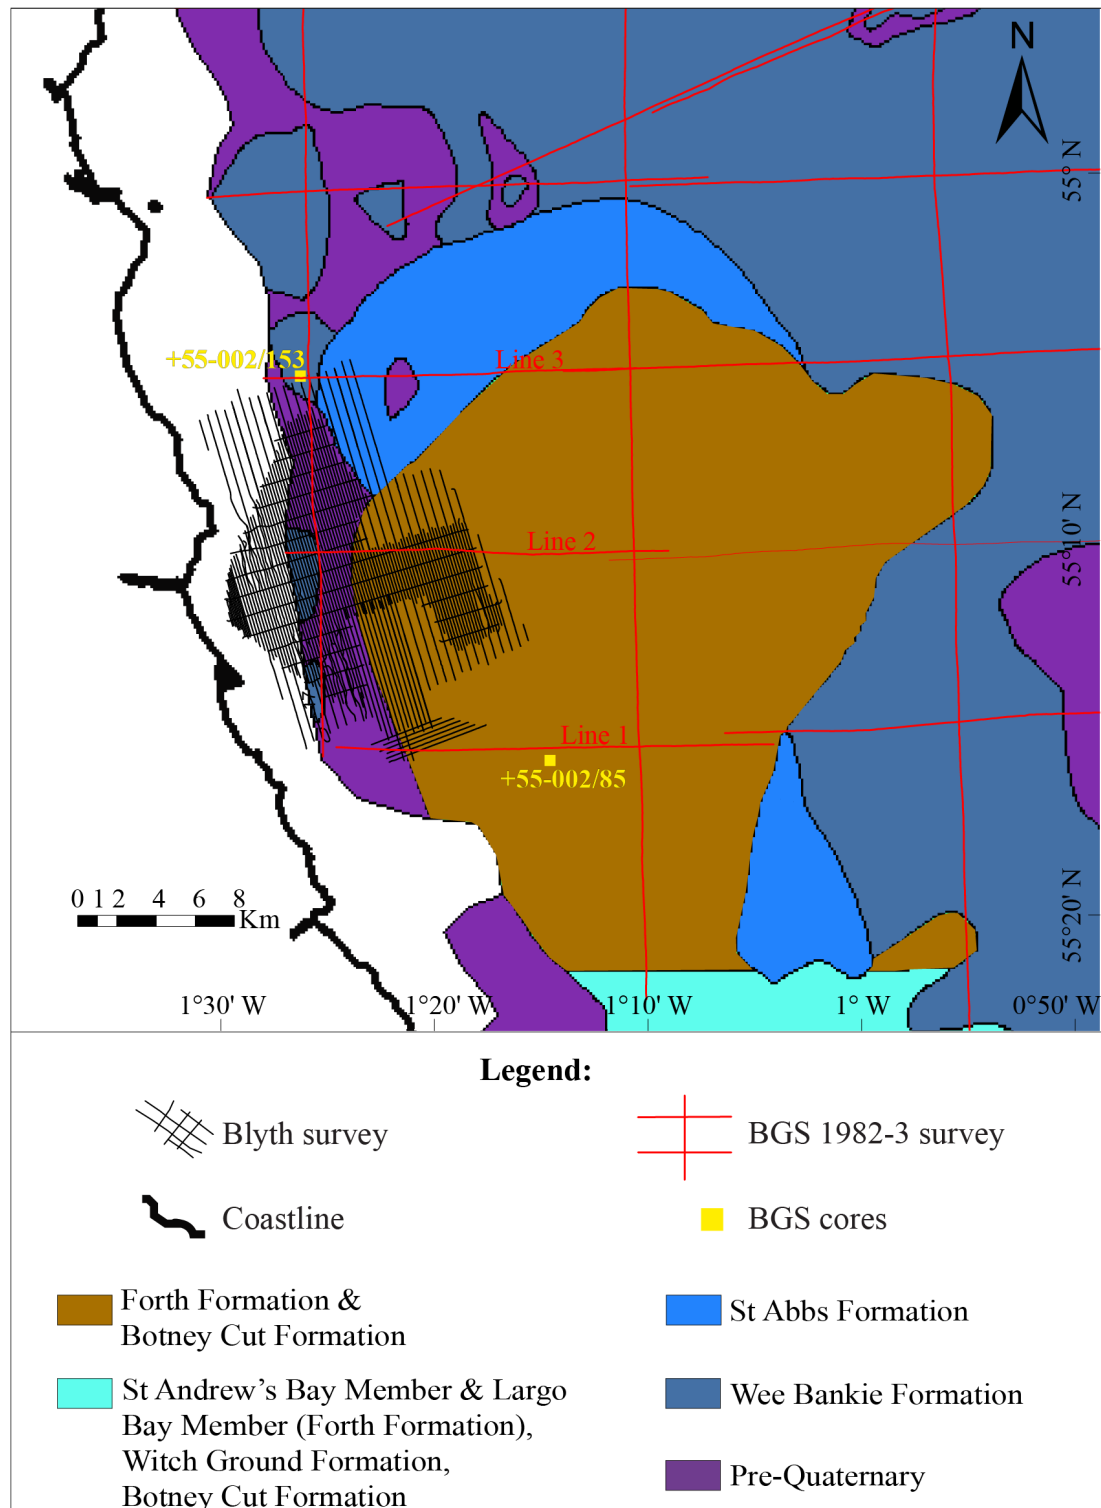 N
55° N
+55-002/153
Line 3
Line 2
55°10' N
Line 1
+55-002/85
0 1 2 4 6 8
Km
55°20' N
1°30' W 1°20' W 1°10' W 1° W 0°50' W
Legend:
Blyth survey
BGS 1982-3 survey
Coastline
BGS cores
Forth Formation &
Botney Cut Formation
St Abbs Formation
St Andrew's Bay Member & Largo
Bay Member (Forth Formation),
Witch Ground Formation,
Botney Cut Formation
Wee Bankie Formation
Pre-Quaternary